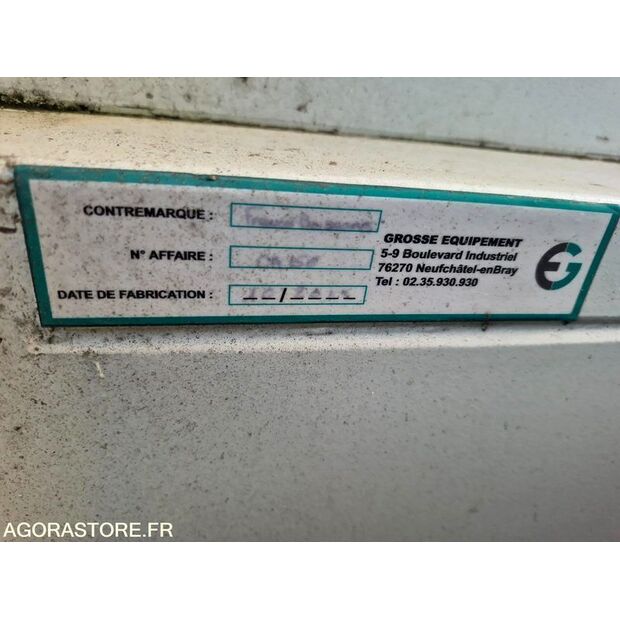 CONTREMARQUE :
N° AFFAIRE :
DATE DE FABRICATION : /
GROSSE EQUIPEMENT
5-9 Boulevard Industriel
76270 Neufchâtel-enBray
Tel : 02.35.930.930
EG
AGORASTORE.FR